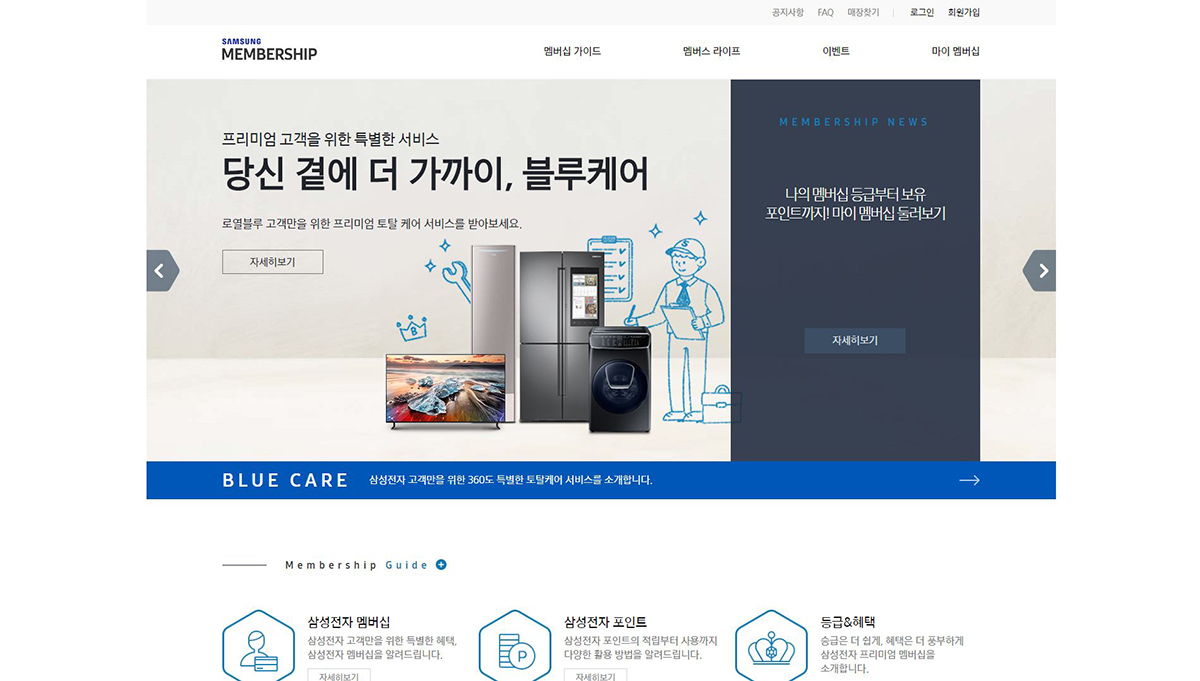 공지사항 FAQ 매장찾기 로그인 회원가입
SAMSUNG
MEMBERSHIP
멤버십 가이드 멤버스 라이프 이벤트 마이 멤버십
프리미엄 고객을 위한 특별한 서비스
당신 곁에 더 가까이, 블루케어
로열블루 고객만을 위한 프리미엄 토탈 케어 서비스를 받아보세요.
자세히보기
B
MEMBERSHIP NEWS
나의 멤버십 등급부터 보유
포인트까지! 마이 멤버십 둘러보기
자세히보기
BLUE CARE 삼성전자 고객만을 위한 360도 특별한 토탈케어 서비스를 소개합니다.
Membership Guide
삼성전자 멤버십
삼성전자 고객만을 위한 특별한 혜택,
삼성전자 멤버십을 알려드립니다.
자세히보기
P
삼성전자 포인트
삼성전자 포인트의 적립부터 사용까지
다양한 활용 방법을 알려드립니다.
자세히보기
등급&혜택
승급은 더 쉽게, 혜택은 더 풍부하게
삼성전자 프리미엄 멤버십을
소개합니다.